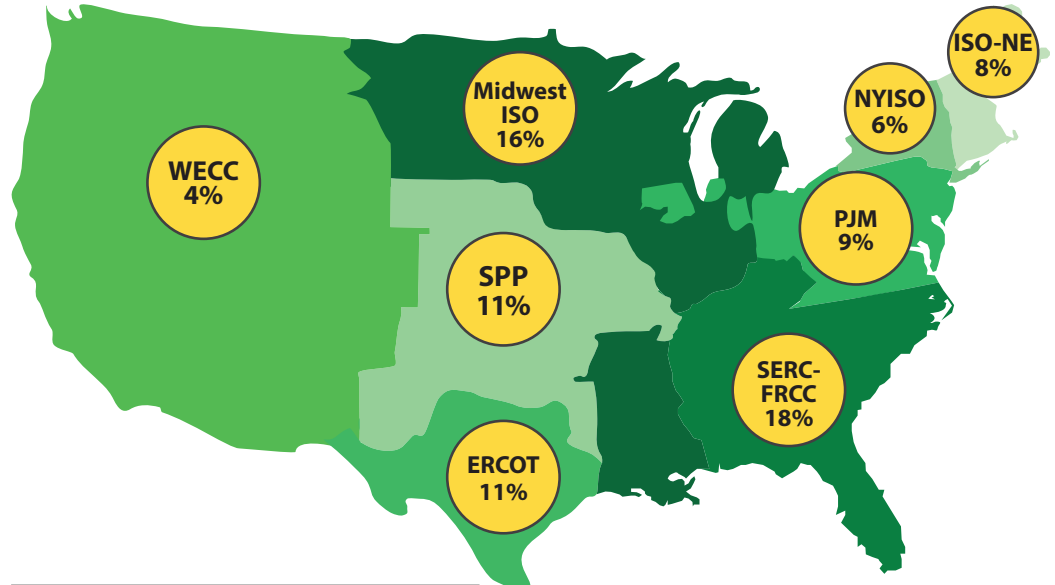 ISO-NE
8%
Midwest
ISO
16%
NYISO
6%
WECC
4%
PJM
9%
SPP
11%
SERC-
FRCC
18%
ERCOT
11%